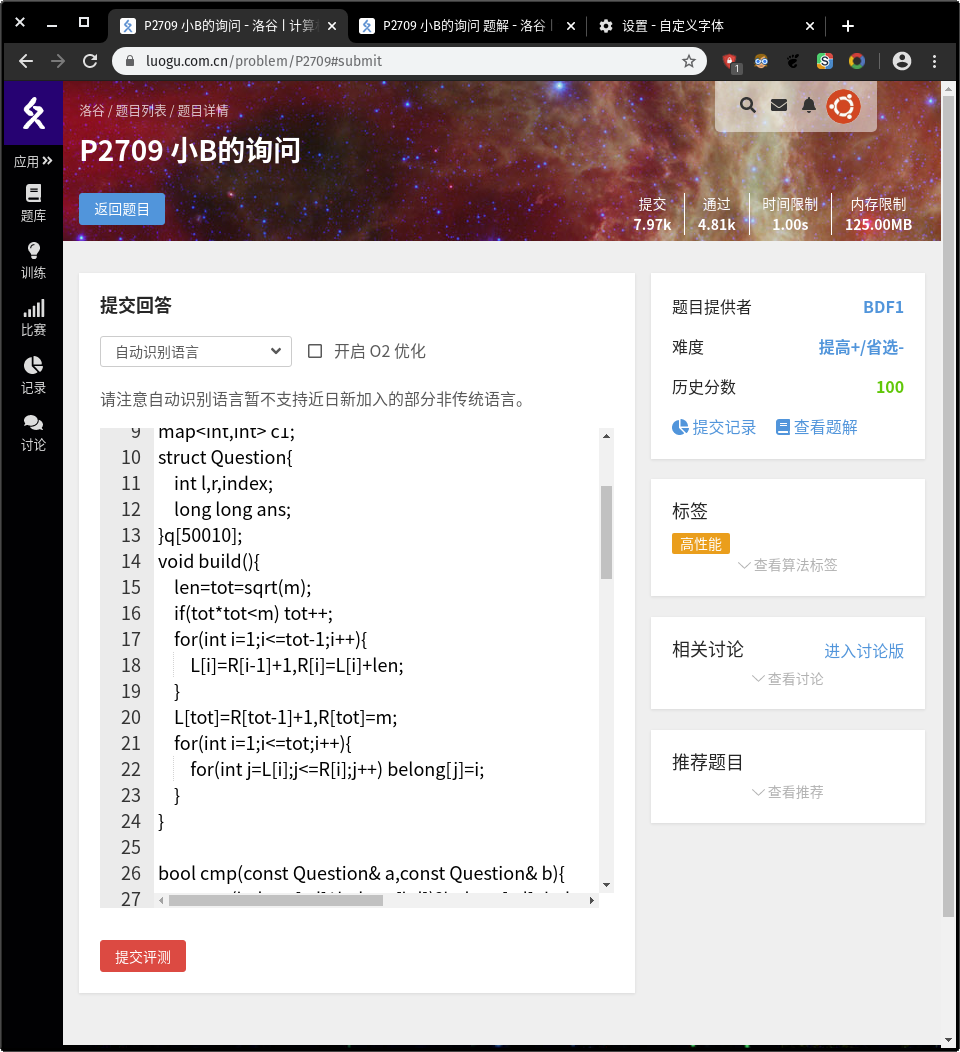 P2709 小B的询问 - 洛谷 | 计算
P2709 小B的询问 题解 - 洛谷 |
设置 - 自定义字体
luogu.com.cn/problem/P2709#submit
1
洛谷 / 题目列表 / 题目详情
P2709 小B的询问
返回题目
提交 通过 时间限制 内存限制
7.97k 4.81k 1.00s 125.00MB
应用
题库
训练
比赛
记录
讨论
提交回答
自动识别语言
开启 O2 优化
请注意自动识别语言暂不支持近日新加入的部分非传统语言。
9 map<int,int> c1;
10 struct Question{
11 int l,r,index;
12 long long ans;
13 }q[50010];
14 void build(){
15 len=tot=sqrt(m);
16 if(tot*tot<m) tot++;
17 for(int i=1;i<=tot-1;i++){
18 L[i]=R[i-1]+1,R[i]=L[i]+len;
19 }
20 L[tot]=R[tot-1]+1,R[tot]=m;
21 for(int i=1;i<=tot;i++){
22 for(int j=L[i];j<=R[i];j++) belong[j]=i;
23 }
24 }
25
26 bool cmp(const Question& a,const Question& b){
27
提交评测
题目提供者 BDF1
难度 提高+/省选-
历史分数 100
提交记录 查看题解
标签
高性能
查看算法标签
相关讨论 进入讨论版
查看讨论
推荐题目
查看推荐